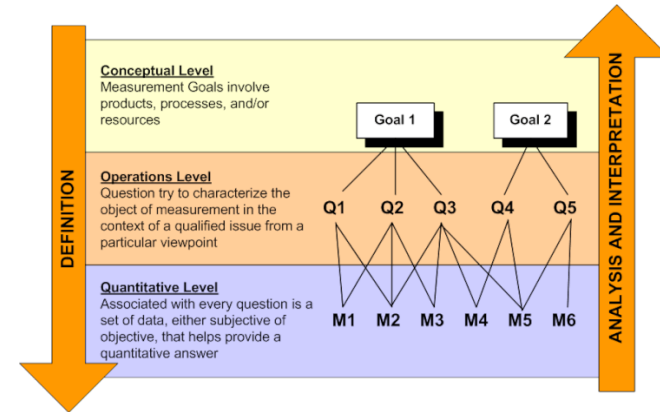 Conceptual Level
Measurement Goals involve
products, processes, and/or
resources
Goal 1
Goal 2
Operations Level
Question try to characterize the
object of measurement in the
context of a qualified issue from a
particular viewpoint
Q1 Q2 Q3 Q4 Q5
Quantitative Level
Associated with every question is a
set of data, either subjective of
objective, that helps provide a
quantitative answer
M1 M2 M3 M4 M5 M6
DEFINITION
ANALYSIS AND INTERPRETATION